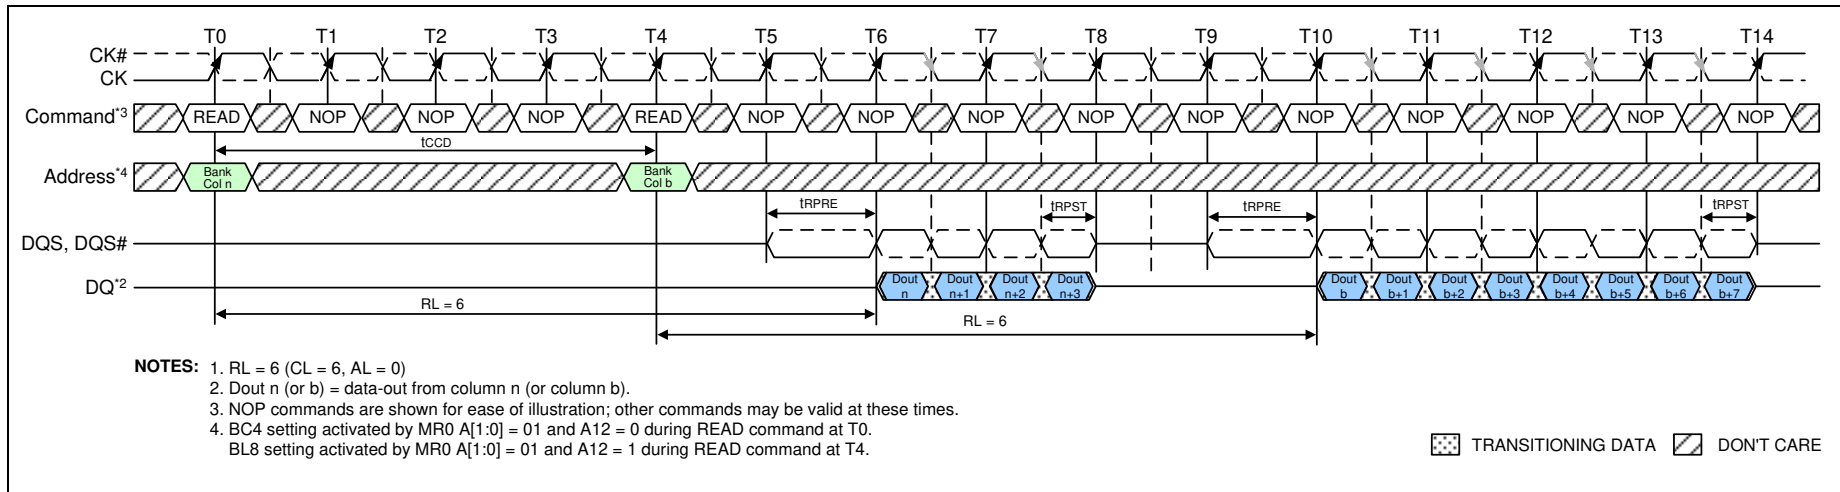 T0 T1 T2 T3 T4 T5 T6 T7 T8 T9 T10 T11 T12 T13 T14
CK#
CK
Command*3 READ NOP NOP NOP READ NOP NOP NOP NOP NOP NOP NOP NOP NOP NOP
tCCD
Address*4 Bank Col n Bank Col b
tRPRE tRPST tRPRE tRPST
DQS, DQS#
DQ*2 Dout n Dout n+1 Dout n+2 Dout n+3 Dout b Dout b+1 Dout b+2 Dout b+3 Dout b+4 Dout b+5 Dout b+6 Dout b+7
RL = 6
RL = 6
NOTES: 1. RL = 6 (CL = 6, AL = 0)
2. Dout n (or b) = data-out from column n (or column b).
3. NOP commands are shown for ease of illustration; other commands may be valid at these times.
4. BC4 setting activated by MR0 A[1:0] = 01 and A12 = 0 during READ command at T0.
BL8 setting activated by MR0 A[1:0] = 01 and A12 = 1 during READ command at T4.
TRANSITIONING DATA DON'T CARE